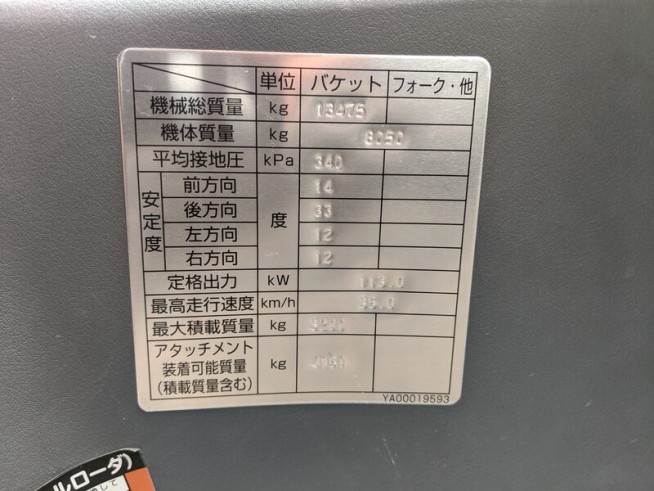 単位 バケット フォーク・他
機械総質量 kg 13475
機体質量 kg 8050
平均接地圧 kPa 340
安定度 前方向 度 14
後方向 33
左方向 12
右方向 12
定格出力 kW 113.0
最高走行速度 km/h 35.0
最大積載質量 kg
アタッチメント
装着可能質量 kg
(積載質量含む)
YA00019593
ルローダ)
して